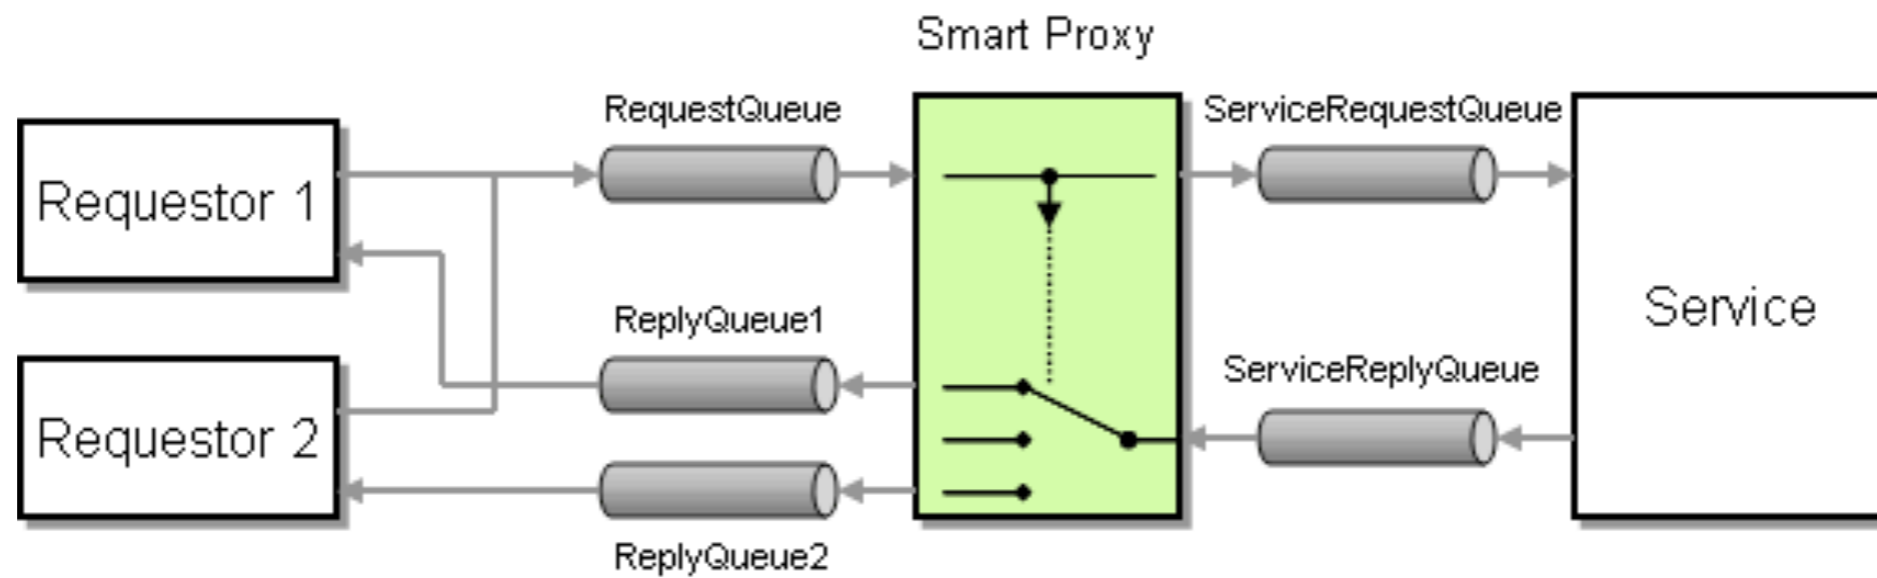 Smart Proxy
RequestQueue
ServiceRequestQueue
Requestor 1
ReplyQueue1
Service
ServiceReplyQueue
Requestor 2
ReplyQueue2